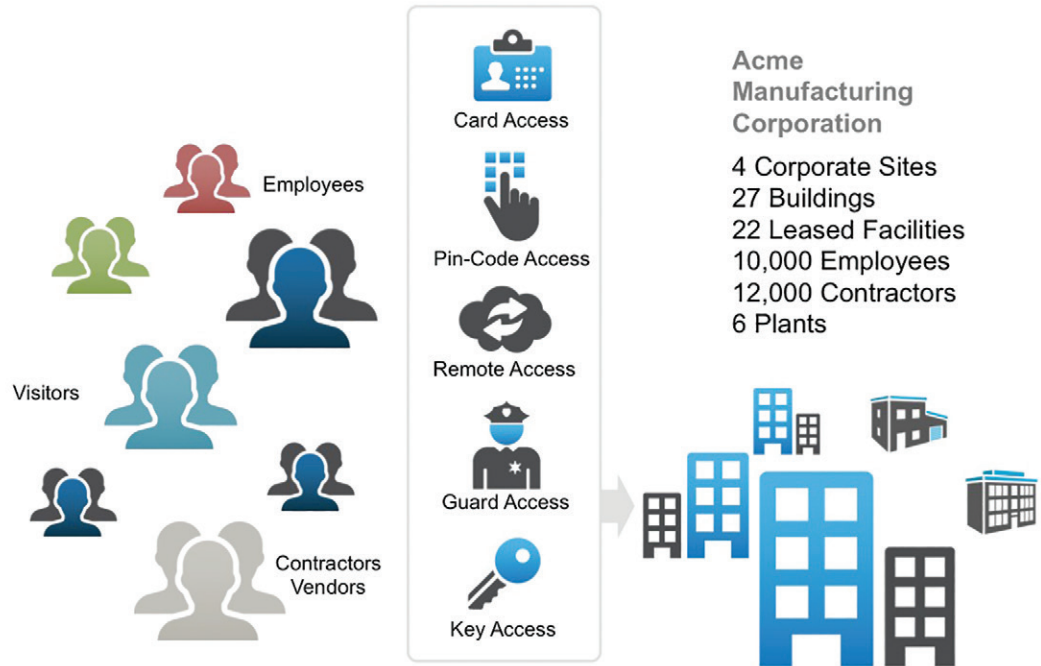 Employees
Visitors
Contractors
Vendors
Card Access
Pin-Code Access
Remote Access
Guard Access
Key Access
Acme
Manufacturing
Corporation
4 Corporate Sites
27 Buildings
22 Leased Facilities
10,000 Employees
12,000 Contractors
6 Plants